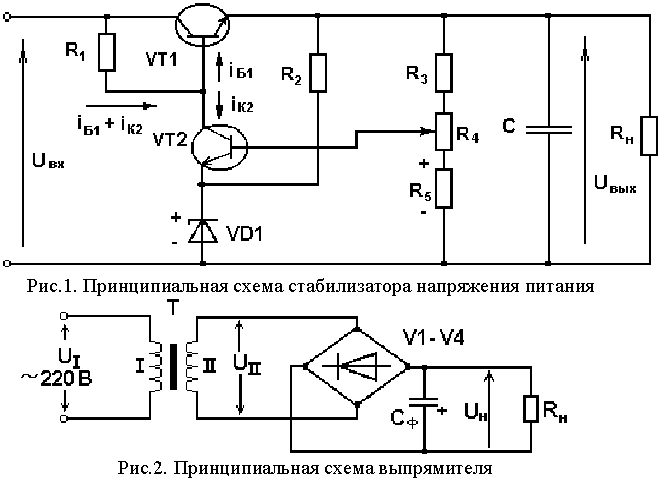 R1
VT1
iБ1
iК2
iБ1 + iК2
VT2
R2
R3
R4
R5
C
Rн
Uвх
Uвых
+
-
VD1
+
-
Рис.1. Принципиальная схема стабилизатора напряжения питания
T
UI
~220 В
I
II
UII
V1- V4
Cф
+
Uн
Rн
Рис.2. Принципиальная схема выпрямителя